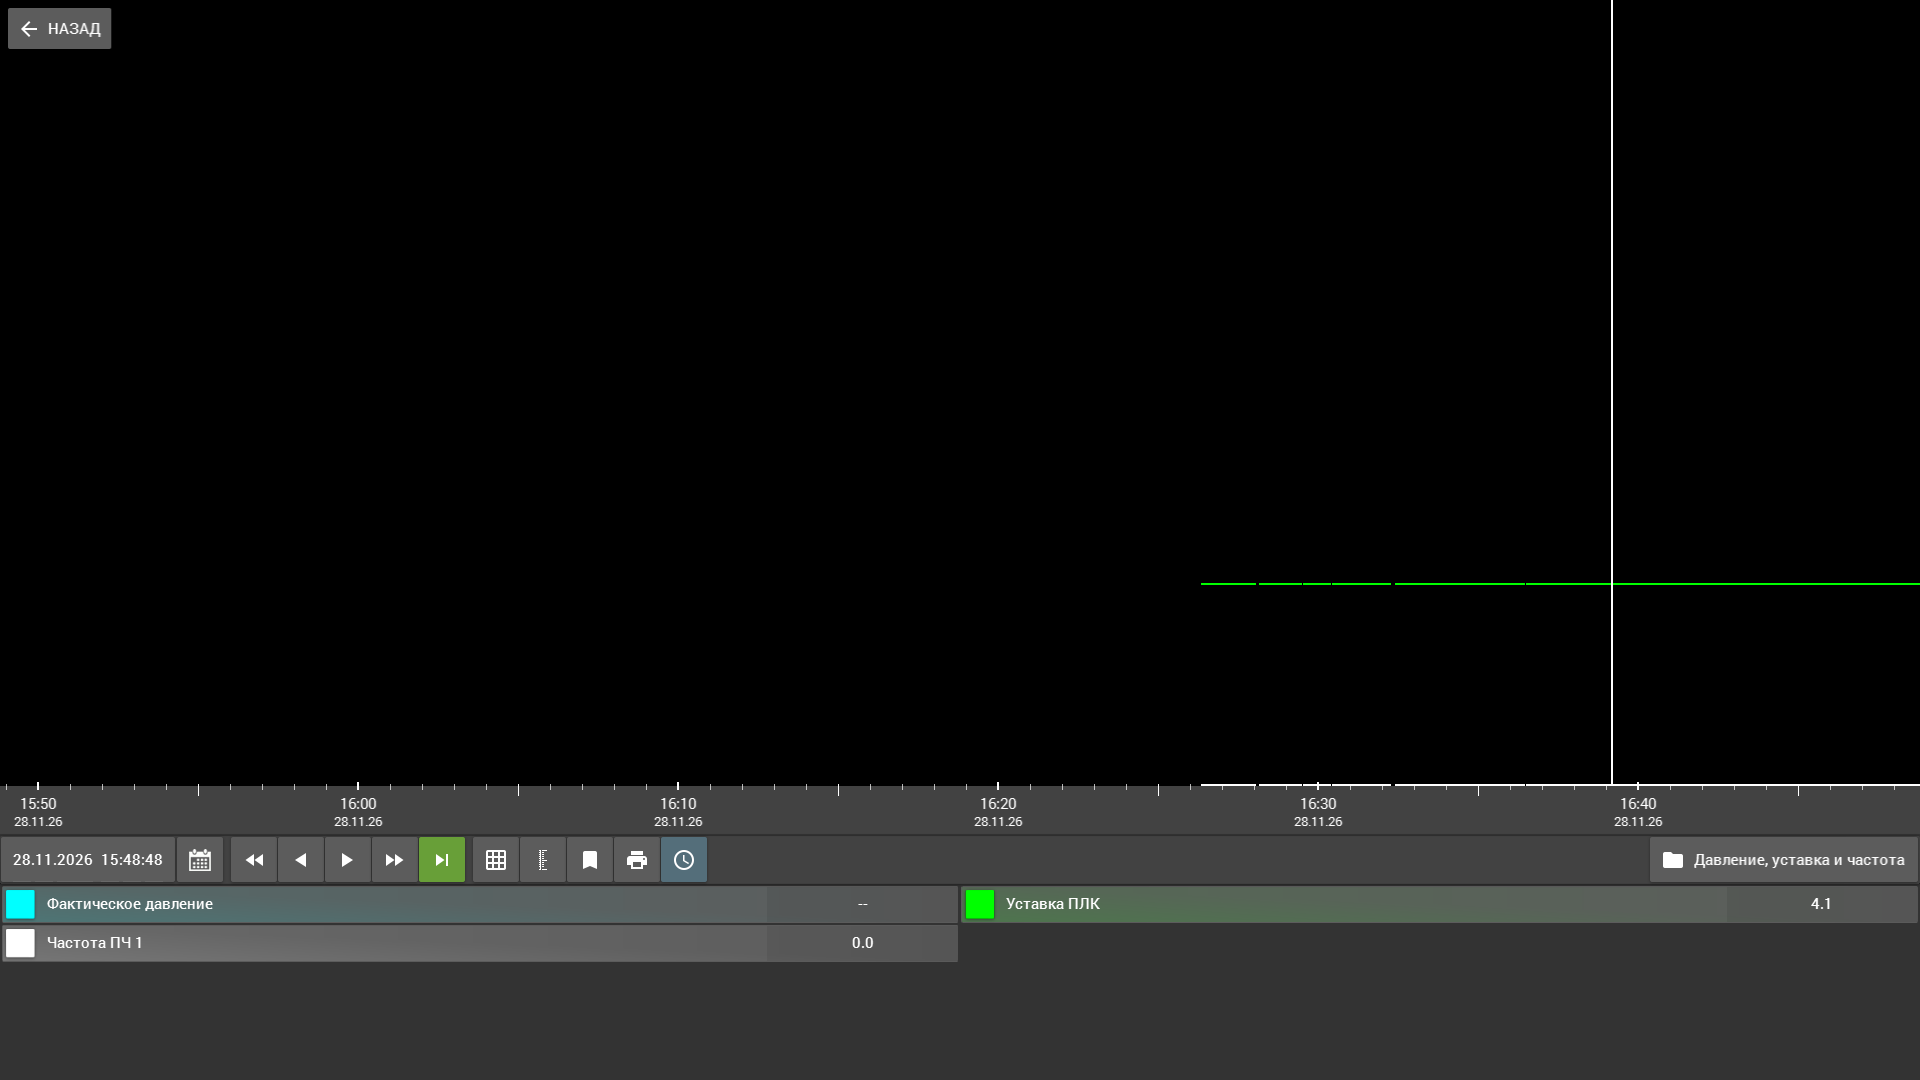 НАЗАД
15:50 16:00 16:10 16:20 16:30 16:40
28.11.26 28.11.26 28.11.26 28.11.26 28.11.26 28.11.26
28.11.2026 15:48:48 Давление, уставка и частота
Фактическое давление -- Уставка ПЛК 4.1
Частота ПЧ 1 0.0